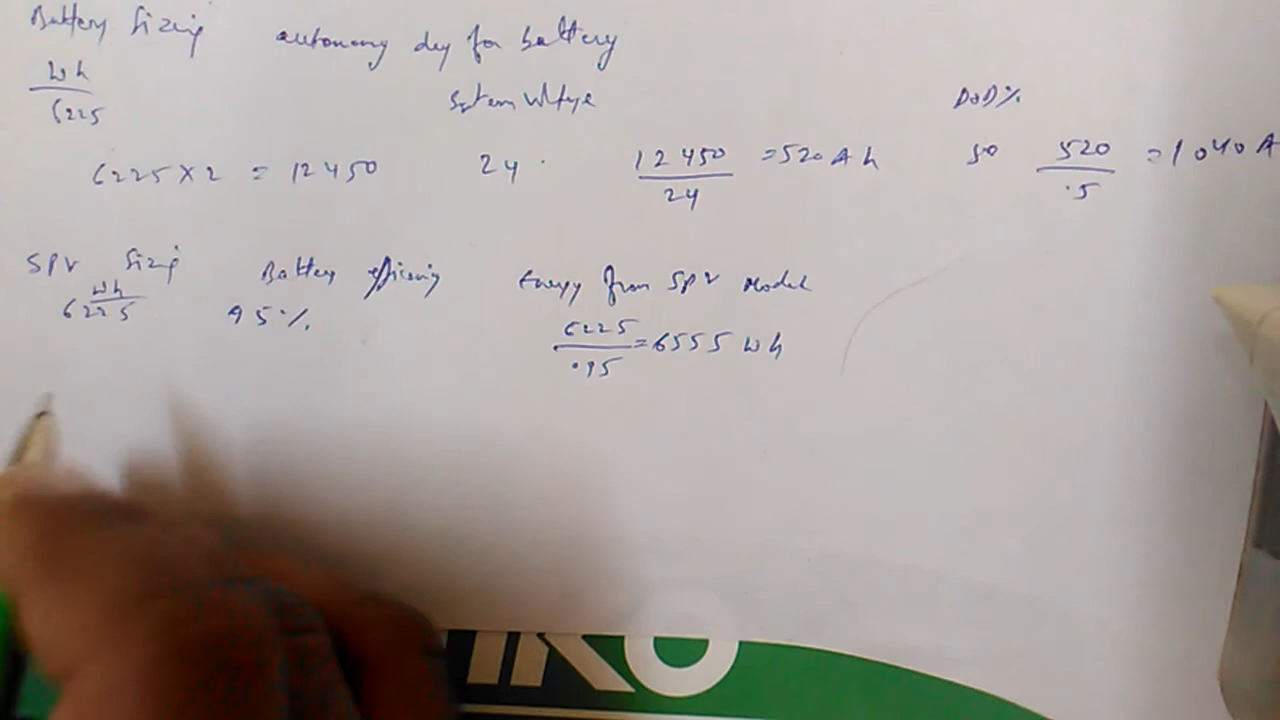 Battery Sizing autonomy day for battery
Wh
6225
System Voltage
DOD%
6225 X 2 = 12450
24
12450
24
=520 Ah
50
520
.5
=1040 A
SPV Sizing Battery efficiency Energy from SPV Model
Wh
6225
95%
6225
.95
=6555 Wh